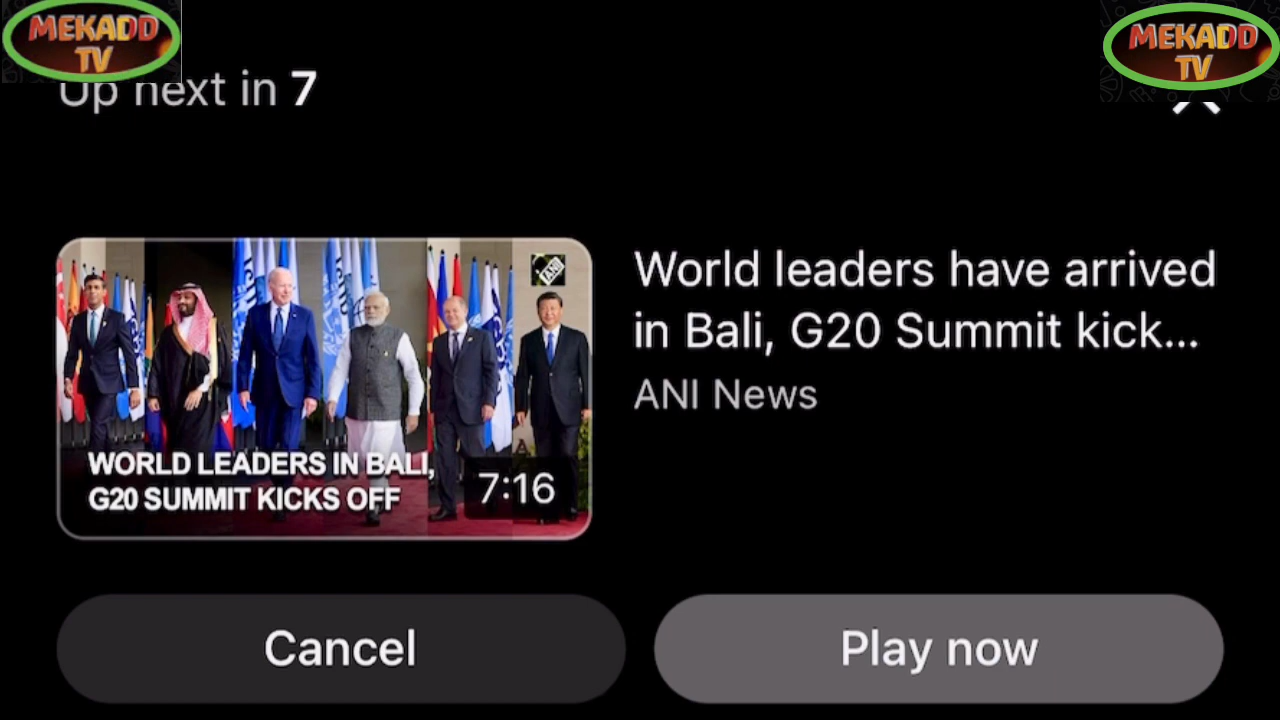 MEKADD
TV
MEKADD
TV
Up next in 7
World leaders have arrived
in Bali, G20 Summit kick...
ANI News
ANI
WORLD LEADERS IN BALI,
G20 SUMMIT KICKS OFF
7:16
Cancel
Play now